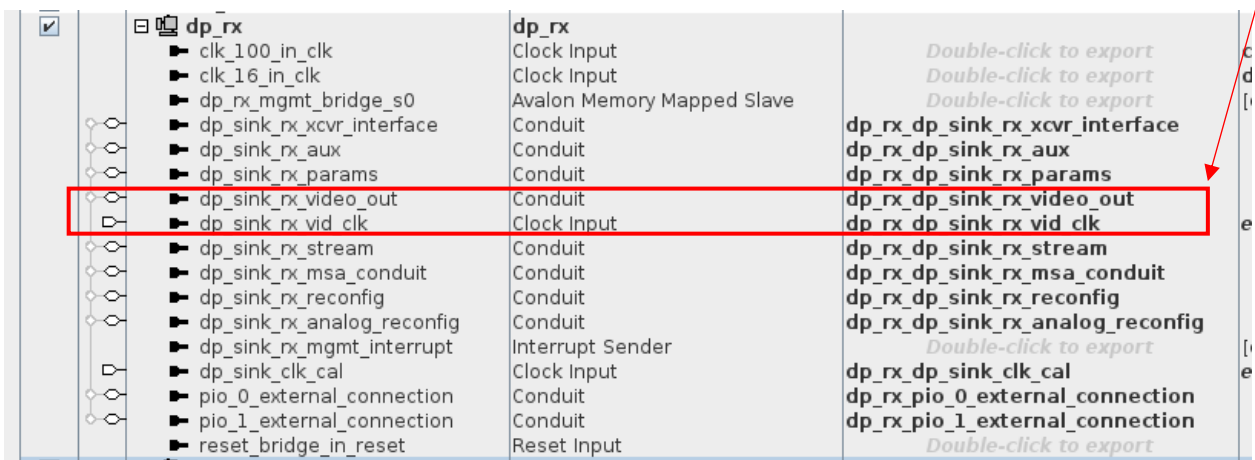 dp_rx dp_rx
clk_100_in_clk Clock Input Double-click to export
clk_16_in_clk Clock Input Double-click to export
dp_rx_mgmt_bridge_s0 Avalon Memory Mapped Slave Double-click to export
dp_sink_rx_xcvr_interface Conduit dp_rx_dp_sink_rx_xcvr_interface
dp_sink_rx_aux Conduit dp_rx_dp_sink_rx_aux
dp_sink_rx_params Conduit dp_rx_dp_sink_rx_params
dp_sink_rx_video_out Conduit dp_rx_dp_sink_rx_video_out
dp_sink_rx_vid_clk Clock Input dp_rx_dp_sink_rx_vid_clk e
dp_sink_rx_stream Conduit dp_rx_dp_sink_rx_stream
dp_sink_rx_msa_conduit Conduit dp_rx_dp_sink_rx_msa_conduit
dp_sink_rx_reconfig Conduit dp_rx_dp_sink_rx_reconfig
dp_sink_rx_analog_reconfig Conduit dp_rx_dp_sink_rx_analog_reconfig
dp_sink_rx_mgmt_interrupt Interrupt Sender Double-click to export [
dp_sink_clk_cal Clock Input dp_rx_dp_sink_clk_cal e
pio_0_external_connection Conduit dp_rx_pio_0_external_connection
pio_1_external_connection Conduit dp_rx_pio_1_external_connection
reset_bridge_in_reset Reset Input Double-click to export